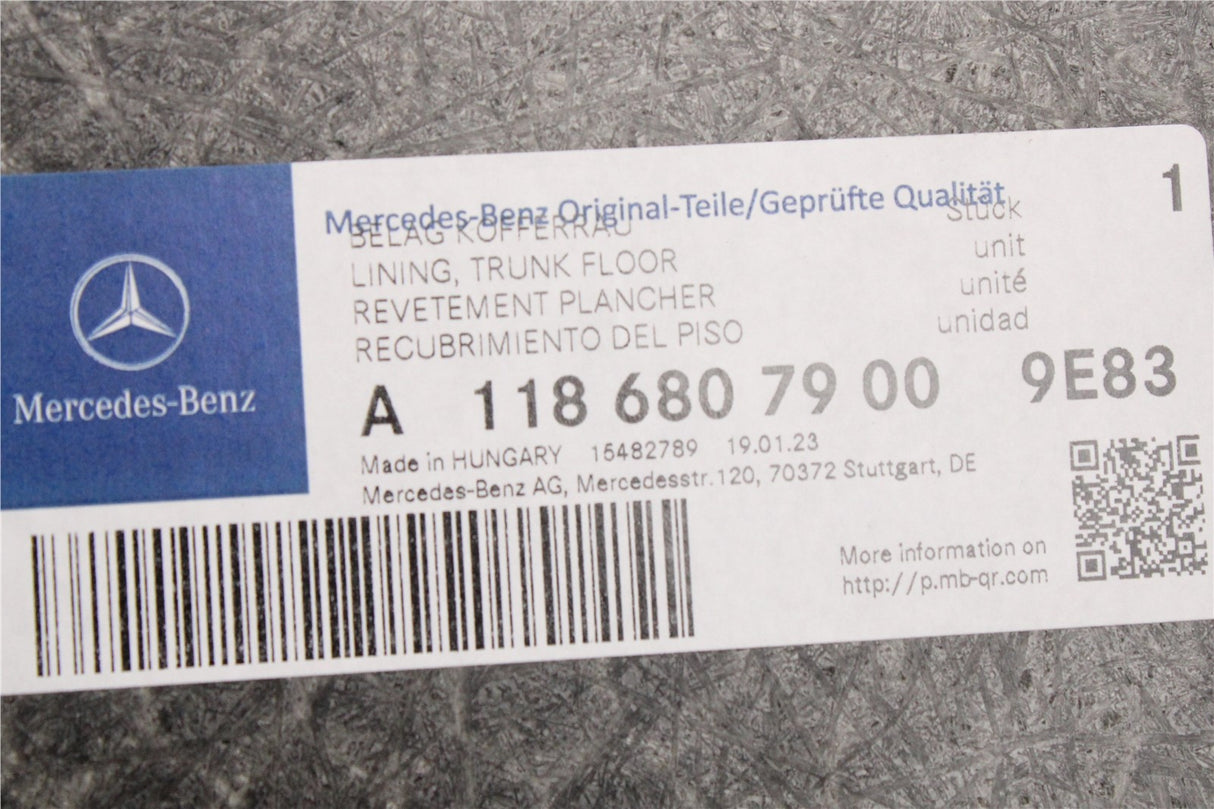 Mercedes-Benz
Mercedes-Benz Original-Teile/Geprüfte Qualität
1
BELAG KOFFERRAU Stück
LINING, TRUNK FLOOR unit
REVETEMENT PLANCHER unité
RECUBRIMIENTO DEL PISO unidad
A 118 680 79 00 9E83
Made in HUNGARY 15482789 19.01.23
Mercedes-Benz AG, Mercedesstr.120, 70372 Stuttgart, DE
More information on
http://p.mb-qr.com